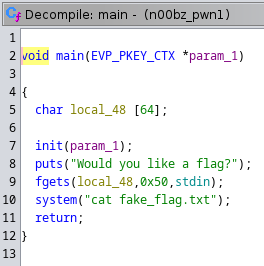 Decompile: main - (n00bz_pwn1)
1
2 void main(EVP_PKEY_CTX *param_1)
3
4 {
5 char local_48 [64];
6
7 init(param_1);
8 puts("Would you like a flag?");
9 fgets(local_48,0x50,stdin);
10 system("cat fake_flag.txt");
11 return;
12 }
13